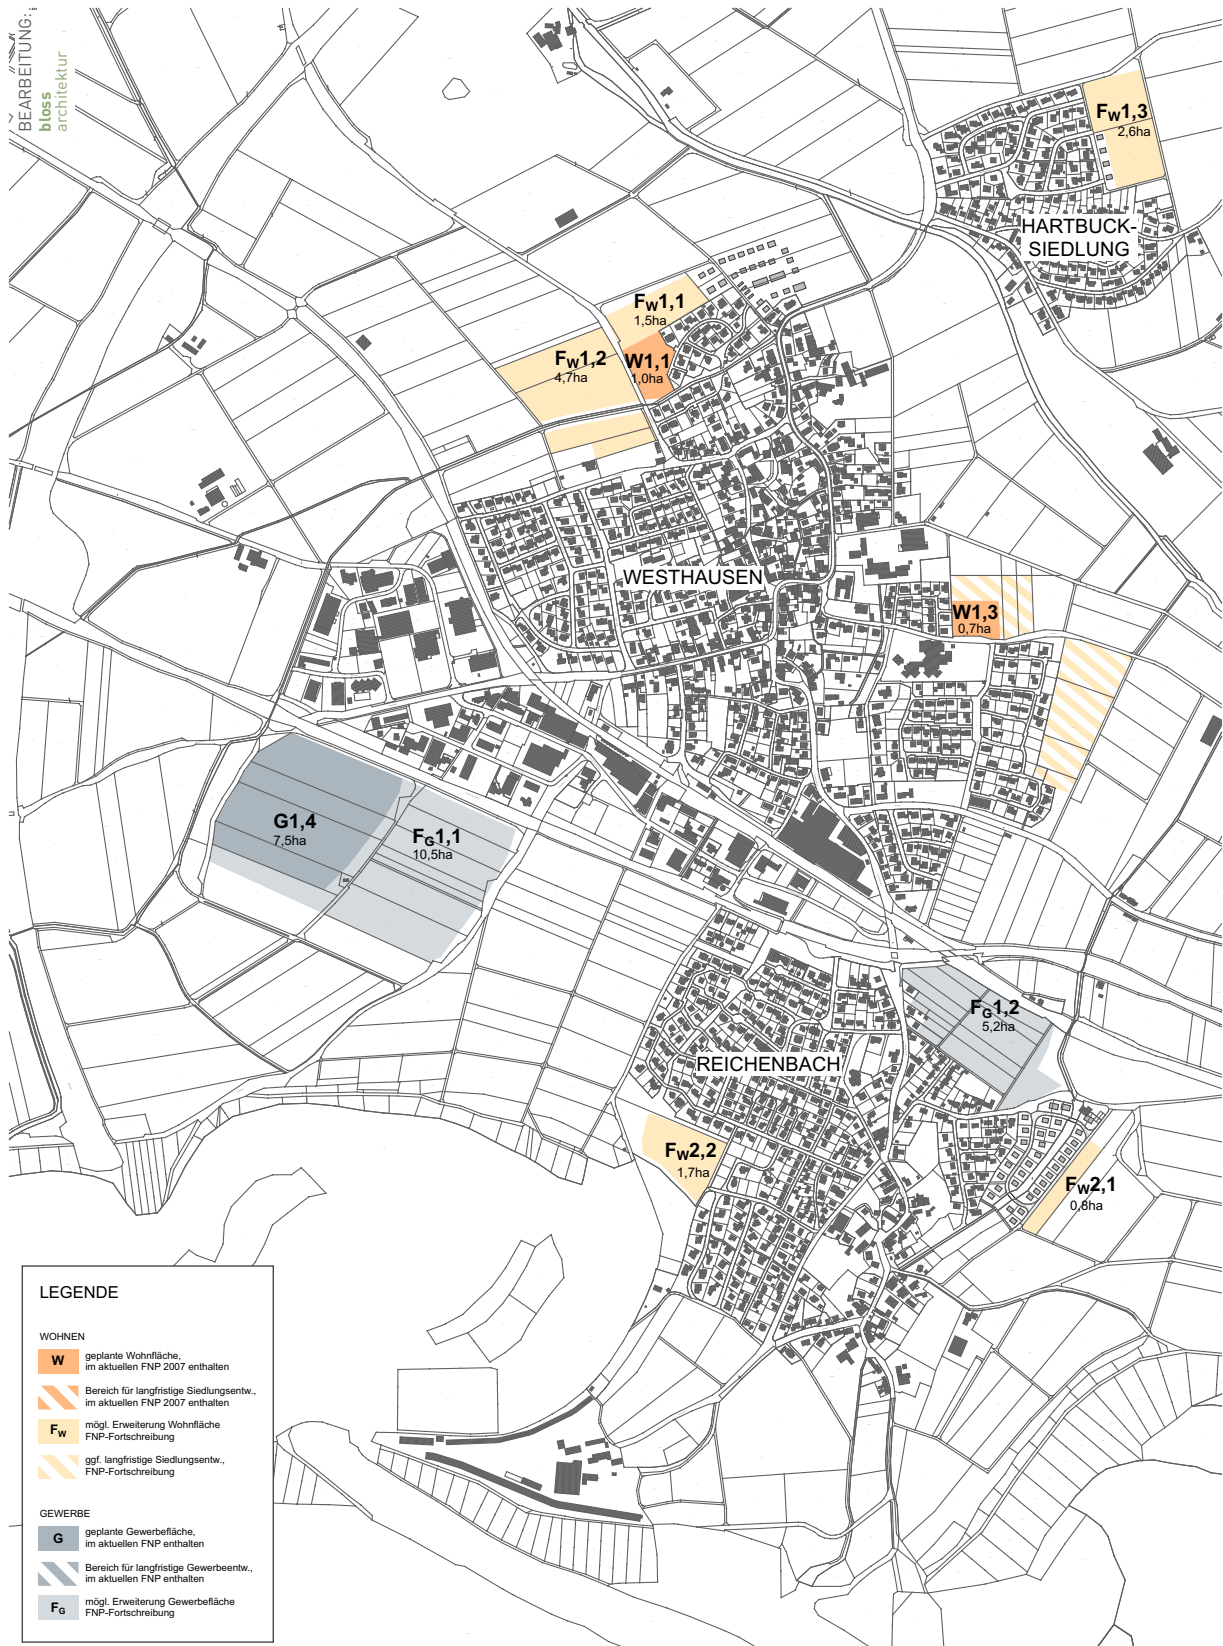 BEARBEITUNG:
bloss
architektur
FW1,3
2,6ha
HARTBUCK-
SIEDLUNG
FW1,1
1,5ha
FW1,2
4,7ha
W1,1
1,0ha
WESTHAUSEN
W1,3
0,7ha
G1,4
7,5ha
FG1,1
10,5ha
FG1,2
5,2ha
REICHENBACH
FW2,2
1,7ha
FW2,1
0,8ha
LEGENDE
WOHNEN
W
geplante Wohnfläche,
im aktuellen FNP 2007 enthalten
Bereich für langfristige Siedlungsentw.,
im aktuellen FNP 2007 enthalten
FW
mögl. Erweiterung Wohnfläche
FNP-Fortschreibung
ggf. langfristige Siedlungsentw.,
FNP-Fortschreibung
GEWERBE
G
geplante Gewerbefläche,
im aktuellen FNP enthalten
Bereich für langfristige Gewerbeentw.,
im aktuellen FNP enthalten
FG
mögl. Erweiterung Gewerbefläche
FNP-Fortschreibung